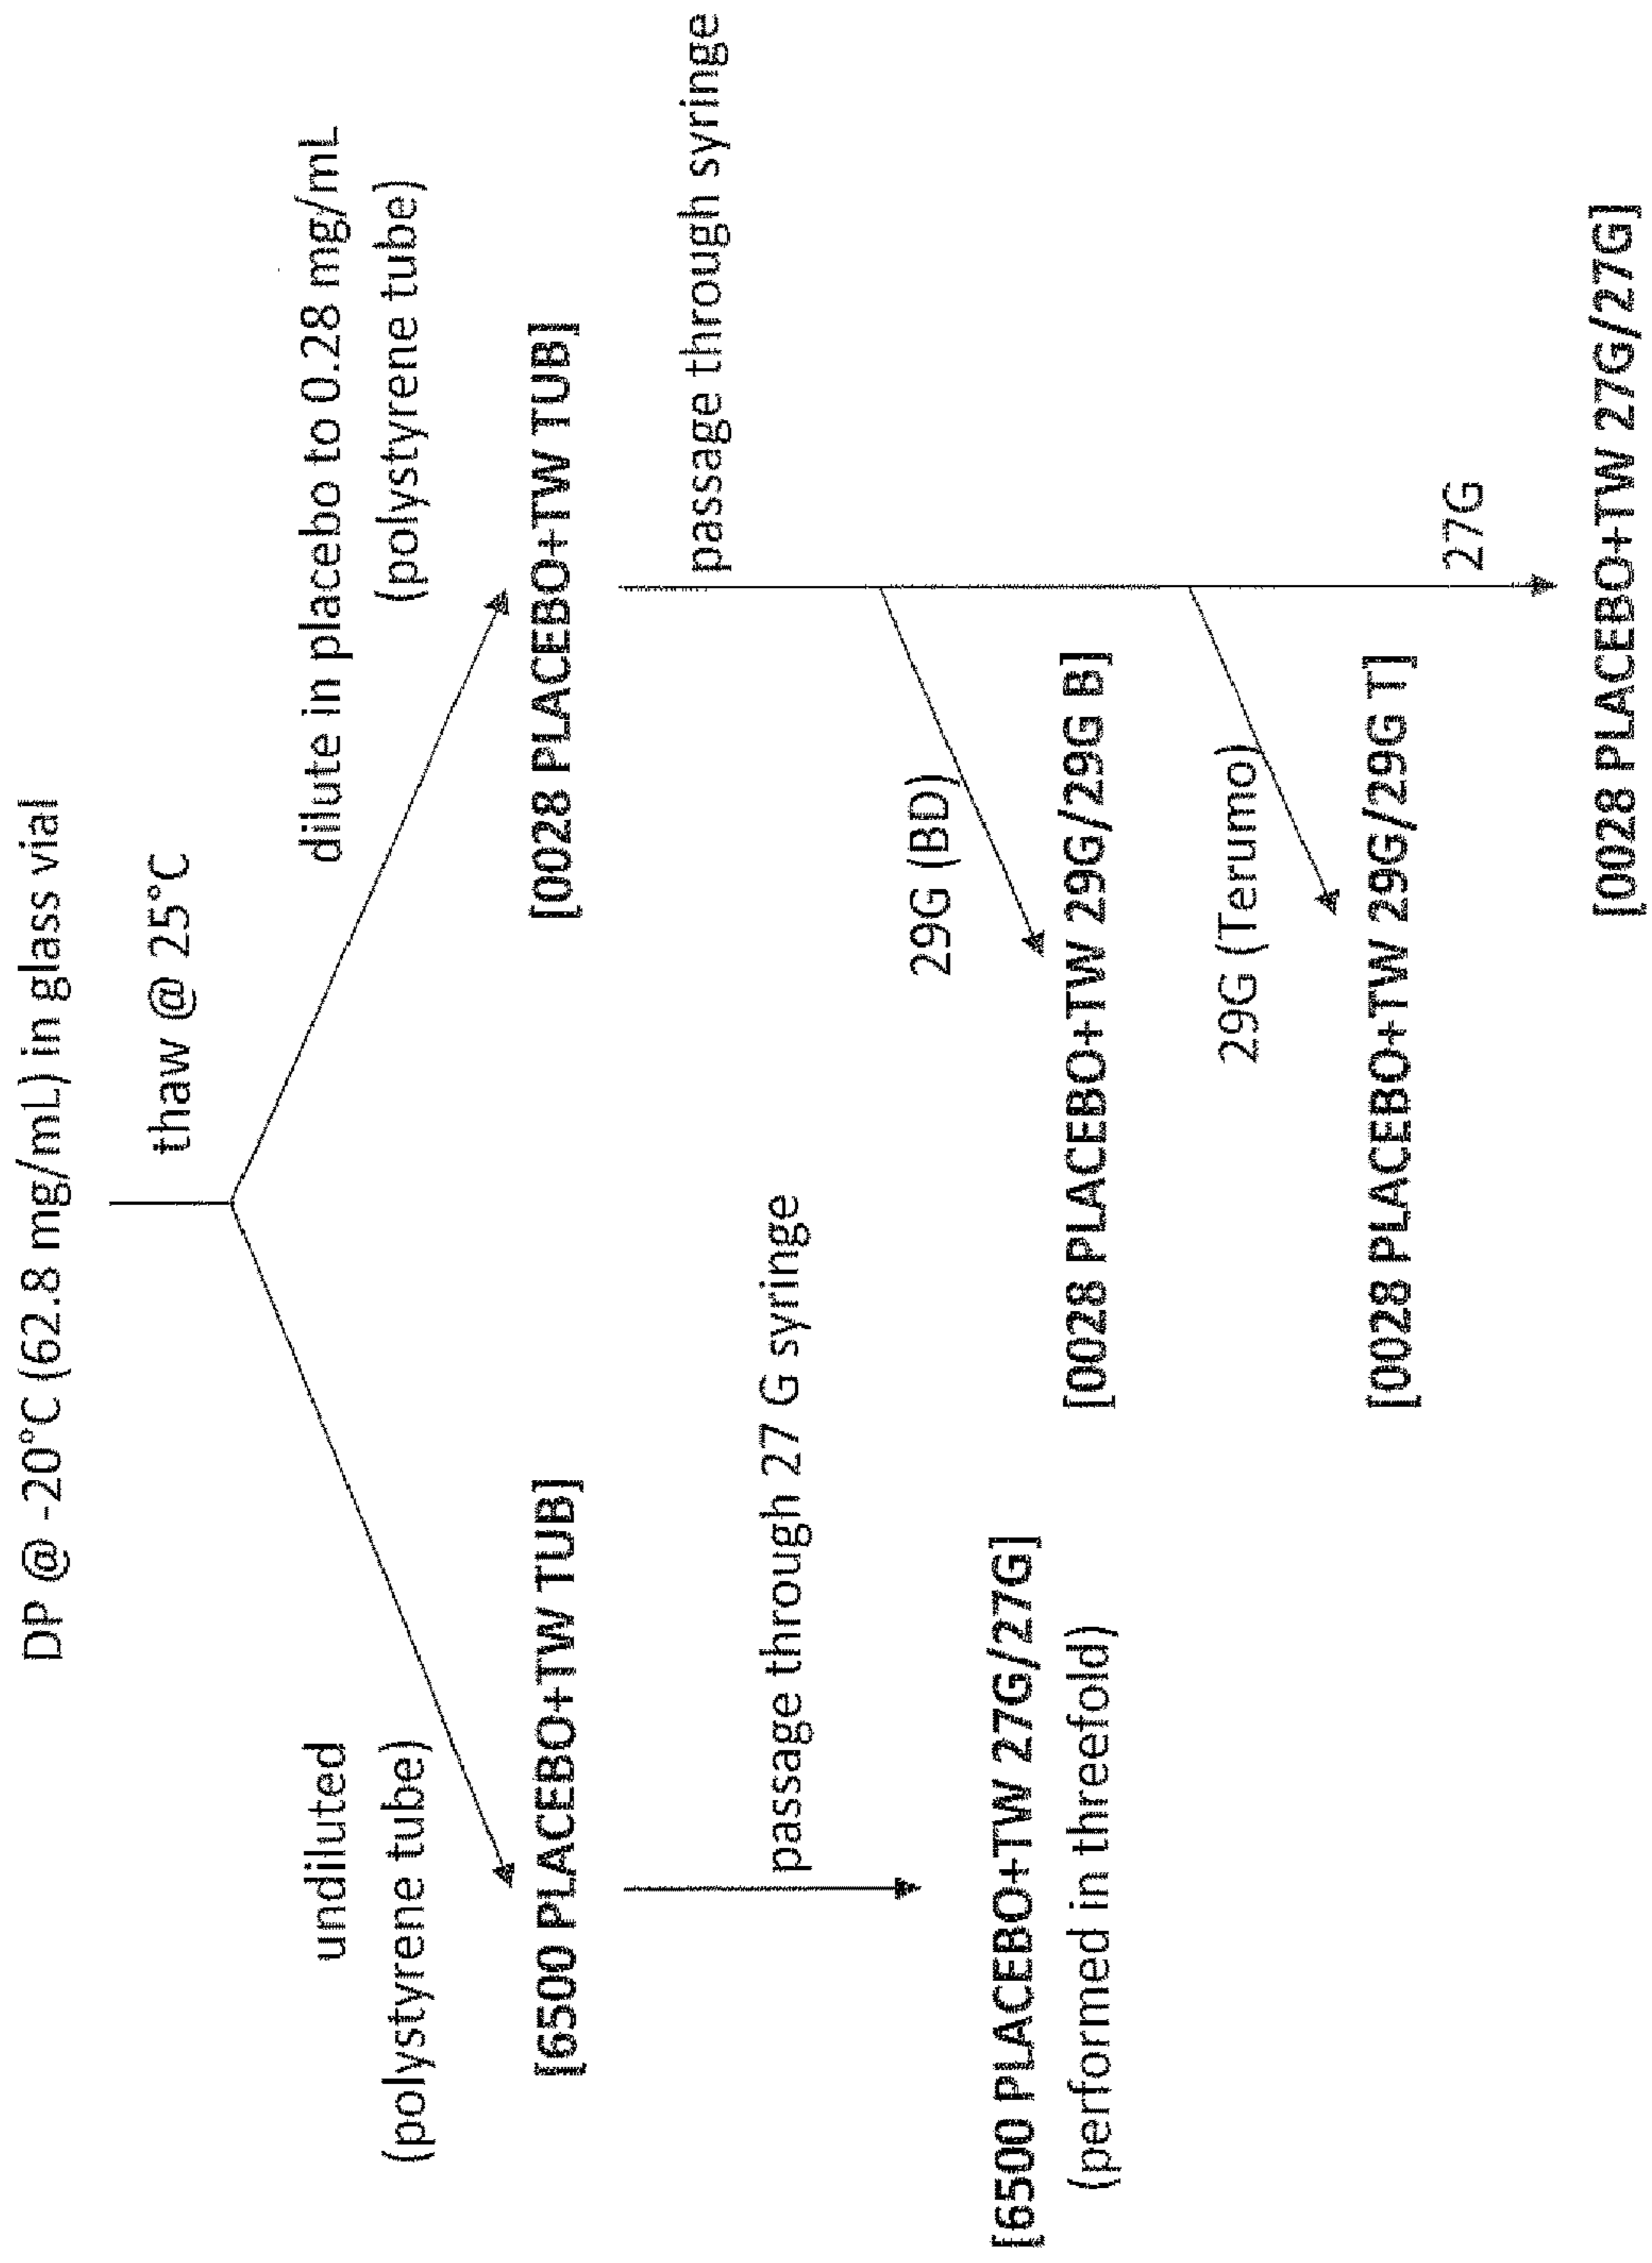 DP @ -20°C (62.8 mg/mL) in glass vial
thaw @ 25°C
undiluted
(polystyrene tube)
dilute in placebo to 0.28 mg/mL
(polystyrene tube)
[6500 PLACEBO+TW TUB]
[0028 PLACEBO+TW TUB]
passage through 27 G syringe
passage through syringe
[6500 PLACEBO+TW 27G/27G]
(performed in threefold)
29G (BD)
[0028 PLACEBO+TW 29G/29G B]
29G (Terumo)
[0028 PLACEBO+TW 29G/29G T]
27G
[0028 PLACEBO+TW 27G/27G]